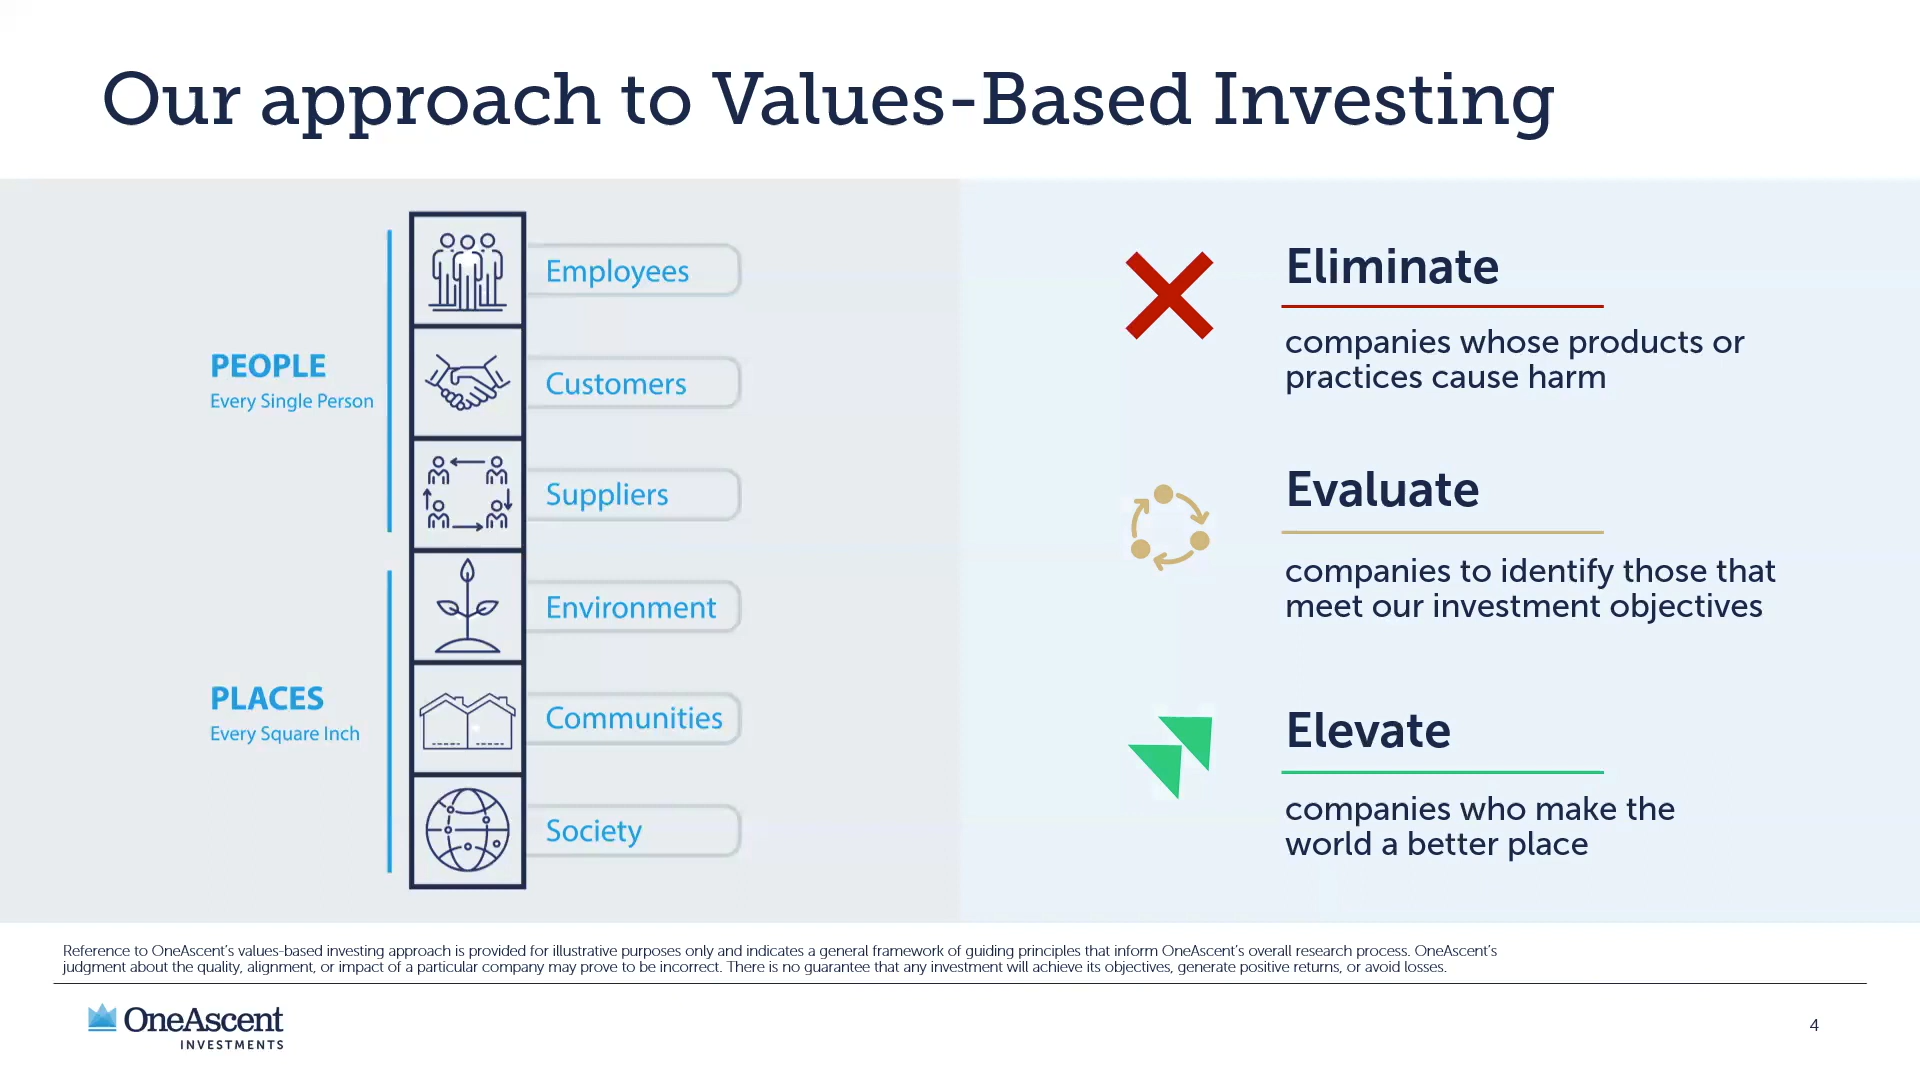 Our approach to Values-Based Investing
PEOPLE
Every Single Person
Employees
Customers
Suppliers
PLACES
Every Square Inch
Environment
Communities
Society
Eliminate
companies whose products or
practices cause harm
Evaluate
companies to identify those that
meet our investment objectives
Elevate
companies who make the
world a better place
Reference to OneAscent's values-based investing approach is provided for illustrative purposes only and indicates a general framework of guiding principles that inform OneAscent's overall research process. OneAscent's
judgment about the quality, alignment, or impact of a particular company may prove to be incorrect. There is no guarantee that any investment will achieve its objectives, generate positive returns, or avoid losses.
OneAscent
INVESTMENTS
4